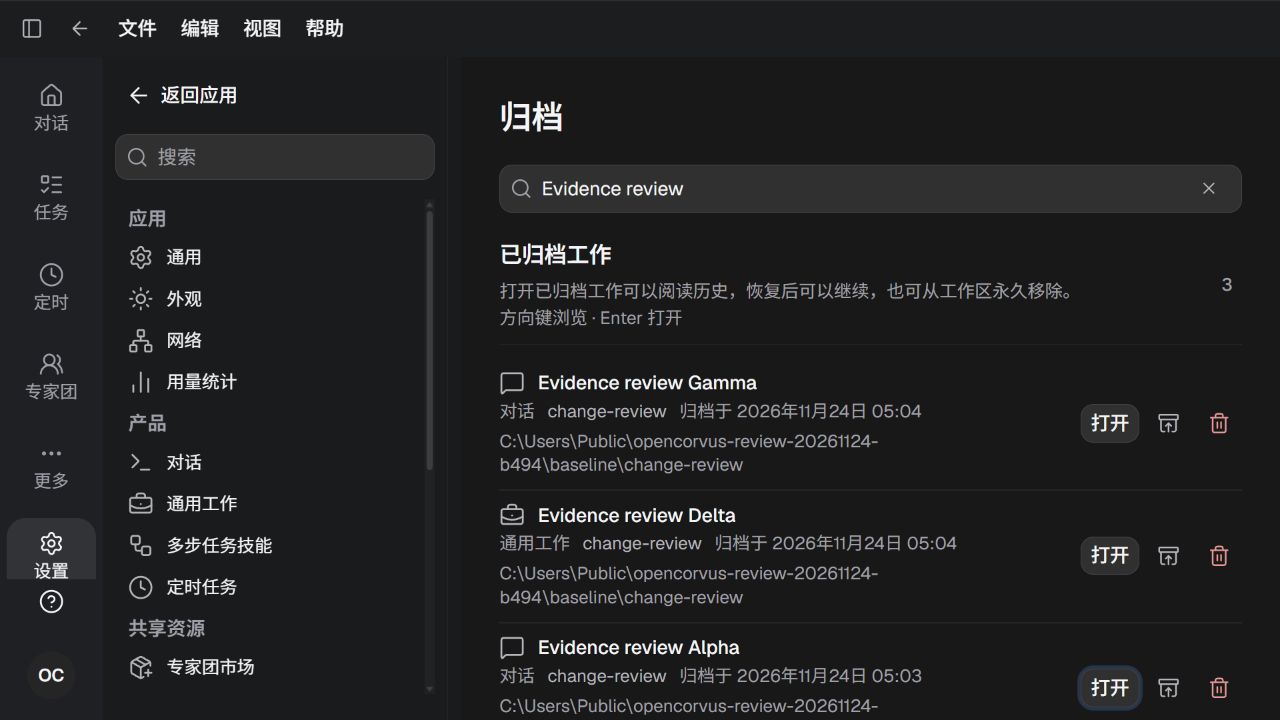 文件 编辑 视图 帮助
对话
任务
定时
专家团
更多
设置
OC
返回应用
搜索
应用
通用
外观
网络
用量统计
产品
对话
通用工作
多步任务技能
定时任务
共享资源
专家团市场
归档
Evidence review
已归档工作
打开已归档工作可以阅读历史，恢复后可以继续，也可从工作区永久移除。
3
方向键浏览 · Enter 打开
Evidence review Gamma
对话 change-review 归档于 2026年11月24日 05:04
C:\Users\Public\opencorvus-review-20261124-
b494\baseline\change-review
打开
Evidence review Delta
通用工作 change-review 归档于 2026年11月24日 05:04
C:\Users\Public\opencorvus-review-20261124-
b494\baseline\change-review
打开
Evidence review Alpha
对话 change-review 归档于 2026年11月24日 05:03
C:\Users\Public\opencorvus-review-20261124-
打开